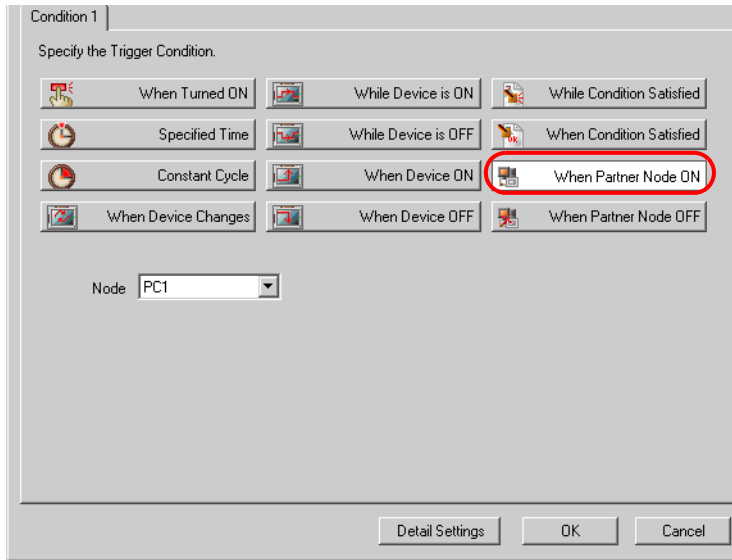 Condition 1
Specify the Trigger Condition.
When Turned ON
While Device is ON
While Condition Satisfied
Specified Time
While Device is OFF
When Condition Satisfied
Constant Cycle
When Device ON
When Partner Node ON
When Device Changes
When Device OFF
When Partner Node OFF
Node PC1
Detail Settings
OK
Cancel